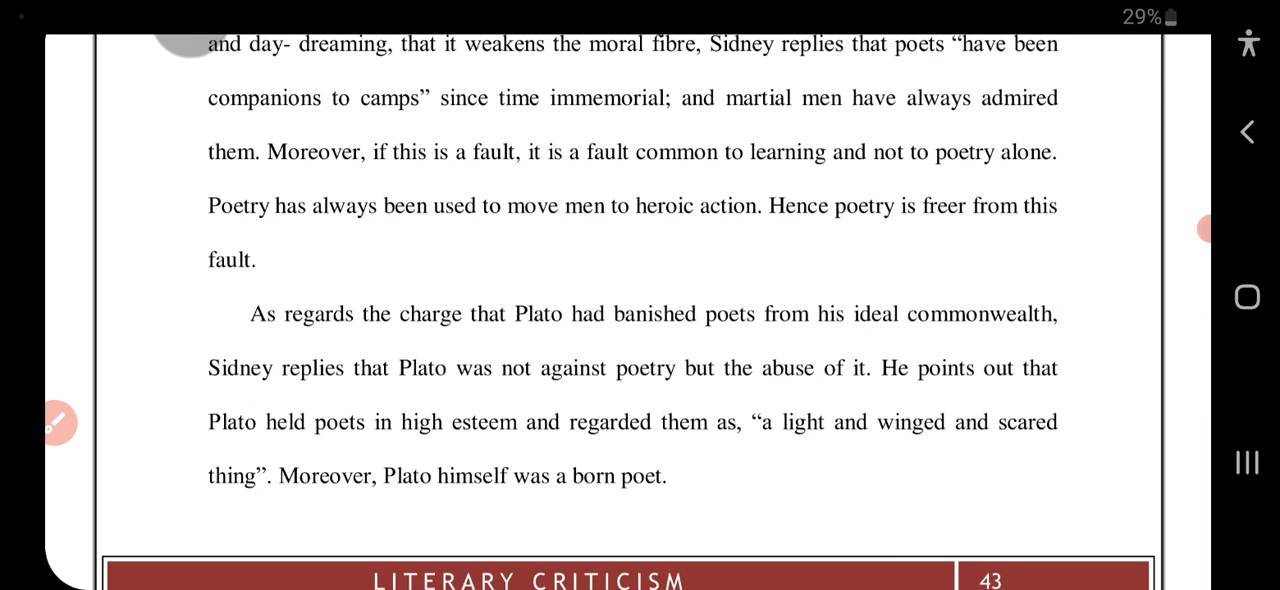 29%
and day- dreaming, that it weakens the moral fibre, Sidney replies that poets “have been
companions to camps” since time immemorial; and martial men have always admired
them. Moreover, if this is a fault, it is a fault common to learning and not to poetry alone.
Poetry has always been used to move men to heroic action. Hence poetry is freer from this
fault.
As regards the charge that Plato had banished poets from his ideal commonwealth,
Sidney replies that Plato was not against poetry but the abuse of it. He points out that
Plato held poets in high esteem and regarded them as, “a light and winged and scared
thing”. Moreover, Plato himself was a born poet.
LITERARY CRITICISM 43